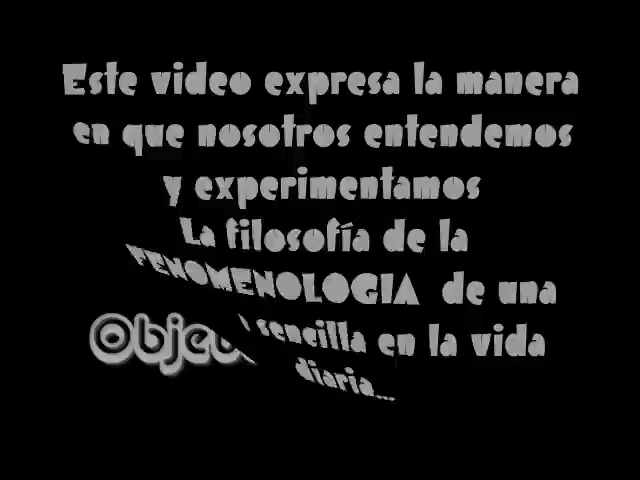 Este video expresa la manera
en que nosotros entendemos
y experimentamos
La filosofía de la
FENOMENOLOGIA de una
sencilla en la vida
diaria...